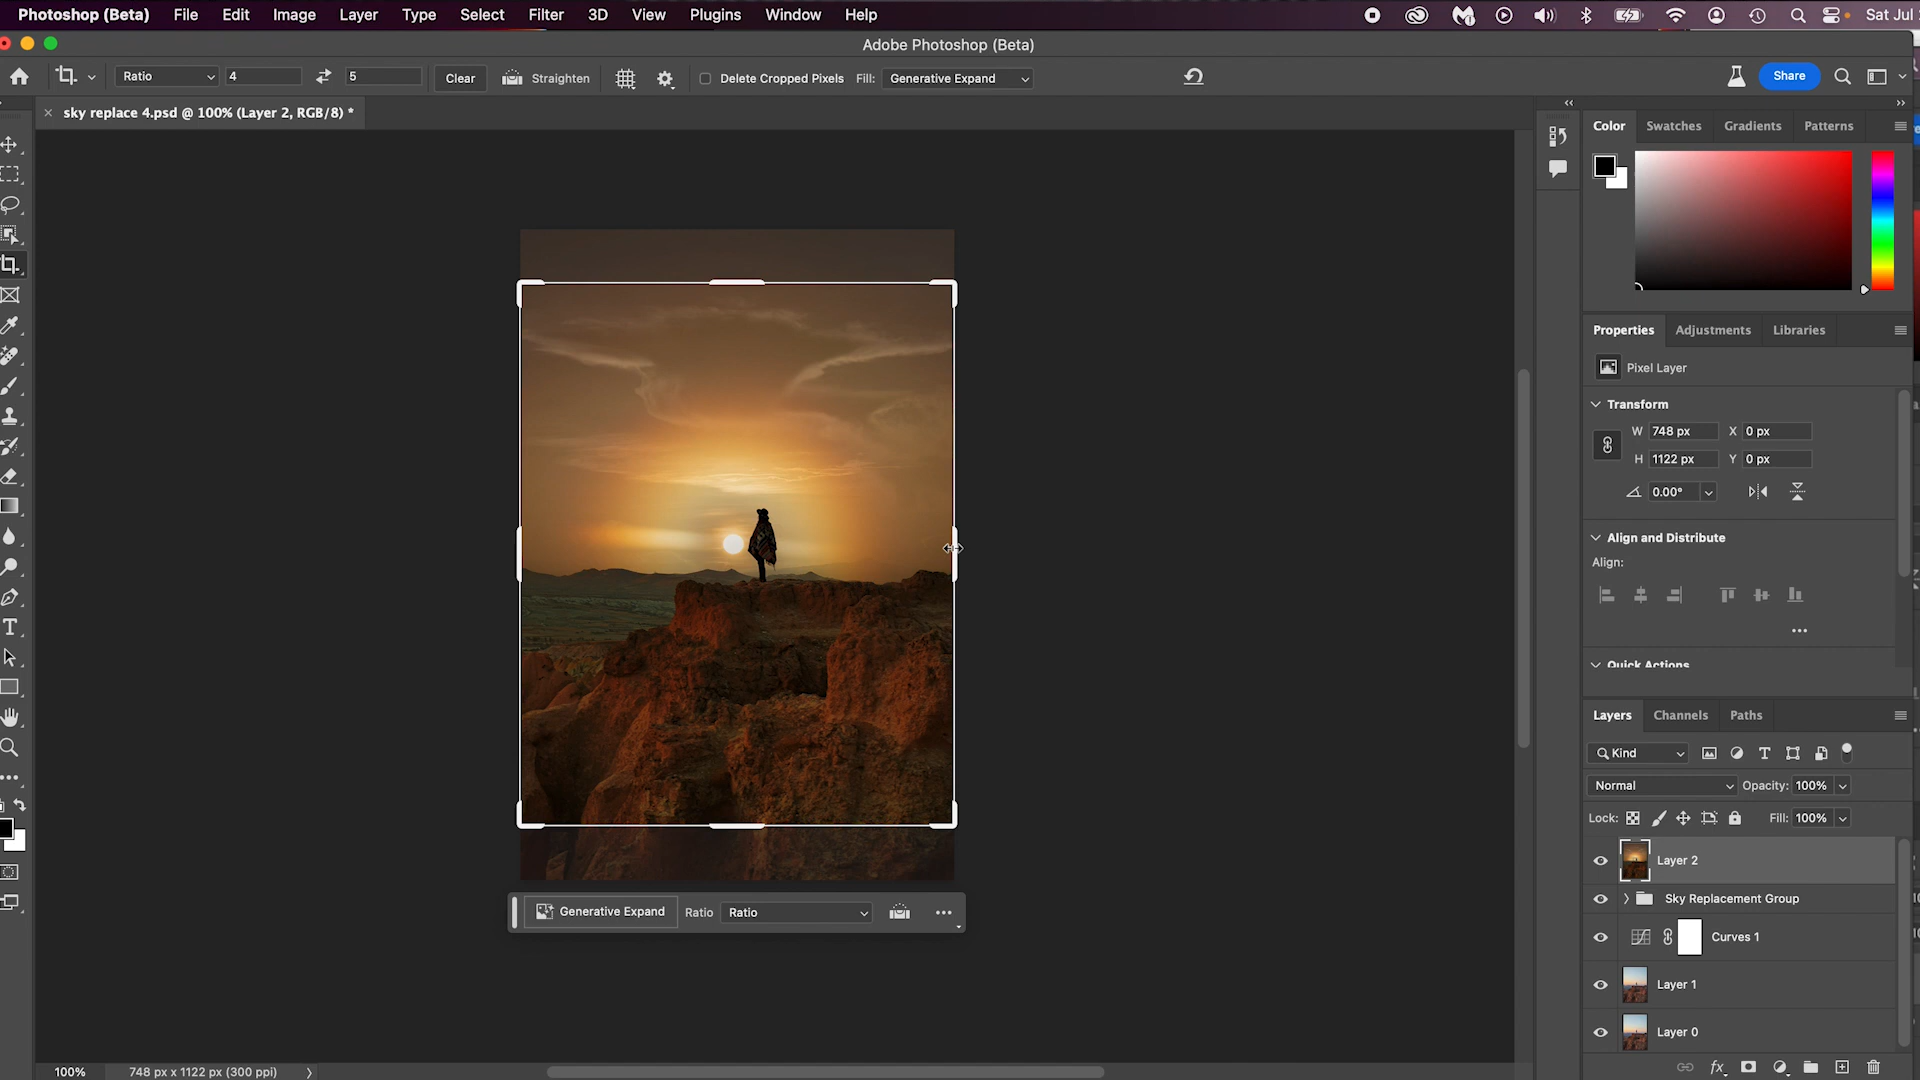 Photoshop (Beta) File Edit Image Layer Type Select Filter 3D View Plugins Window Help Sat Jul
Adobe Photoshop (Beta)
Ratio 4 5 Clear Straighten Delete Cropped Pixels Fill: Generative Expand Share
sky replace 4.psd @ 100% (Layer 2, RGB/8) *
Color Swatches Gradients Patterns
Properties Adjustments Libraries
Pixel Layer
Transform
W 748 px X 0 px
H 1122 px Y 0 px
0.00°
Align and Distribute
Align:
Quick Actions
Layers Channels Paths
Kind
Normal Opacity: 100%
Lock: Fill: 100%
Layer 2
Sky Replacement Group
Curves 1
Layer 1
Layer 0
Generative Expand Ratio Ratio
100% 748 px x 1122 px (300 ppi)
fx